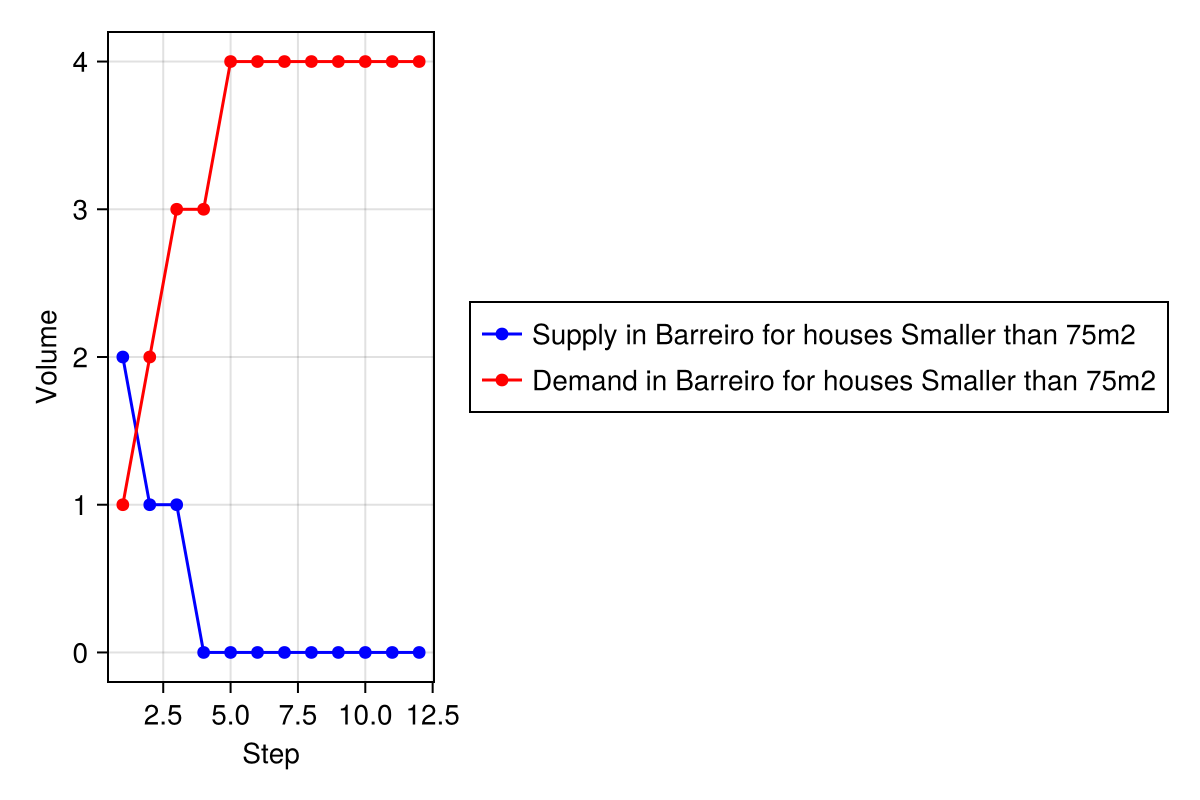 4
3
2
1
0
Volume
2.5 5.0 7.5 10.0 12.5
Step
Supply in Barreiro for houses Smaller than 75m2
Demand in Barreiro for houses Smaller than 75m2